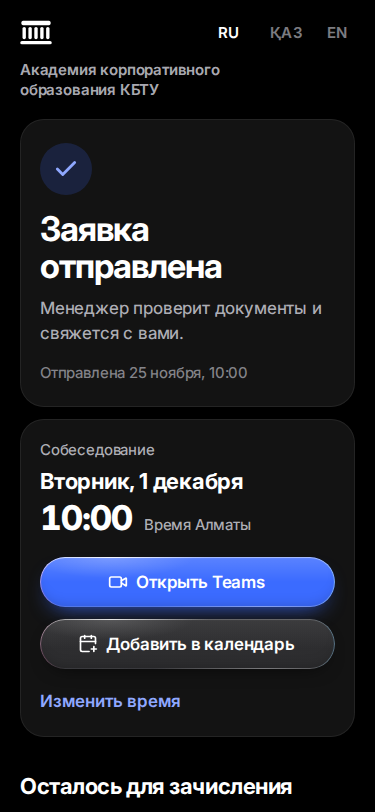 RU ҚАЗ EN
Академия корпоративного
образования КБТУ
Заявка
отправлена
Менеджер проверит документы и
свяжется с вами.
Отправлена 25 ноября, 10:00
Собеседование
Вторник, 1 декабря
10:00 Время Алматы
Открыть Teams
Добавить в календарь
Изменить время
Осталось для зачисления